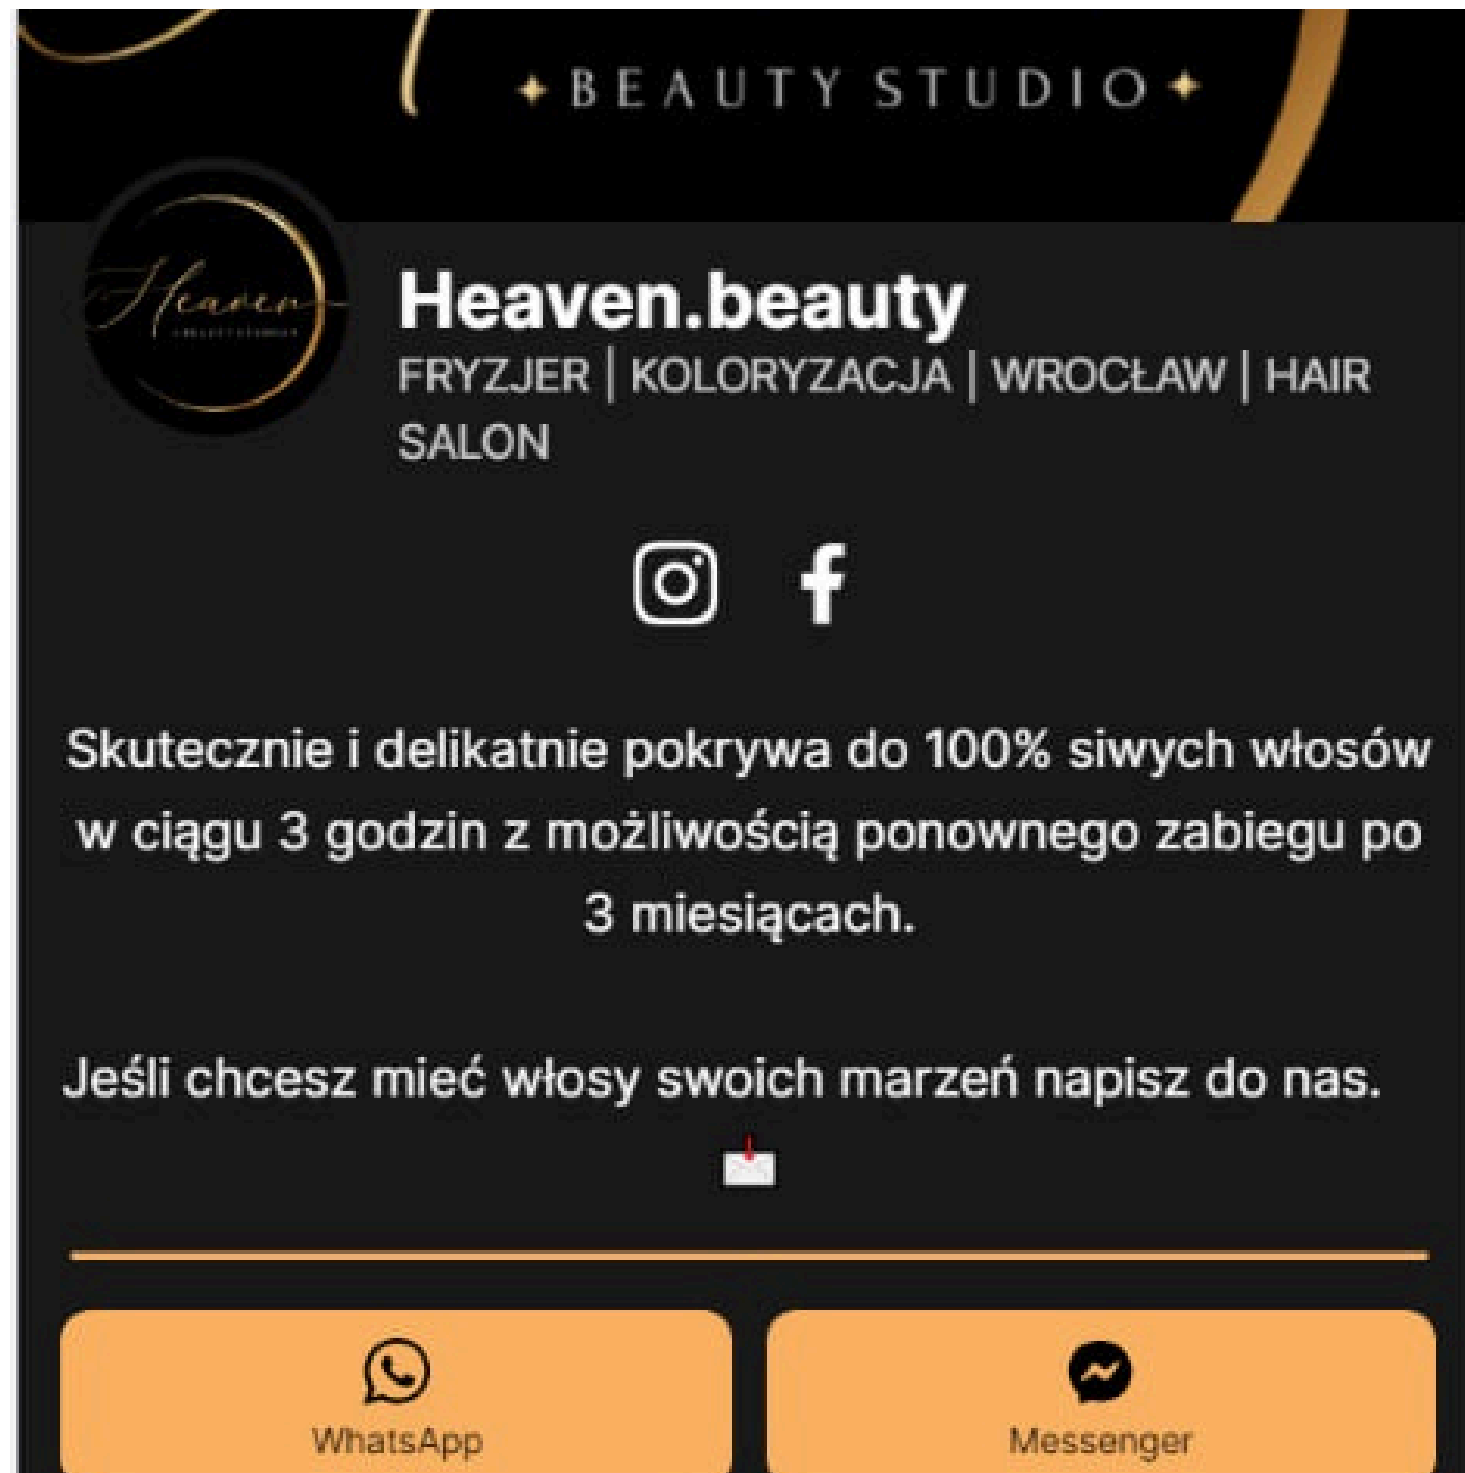 BEAUTY STUDIO
Heaven
Heaven.beauty
FRYZJER | KOLORYZACJA | WROCŁAW | HAIR
SALON
Skutecznie i delikatnie pokrywa do 100% siwych włosów
w ciągu 3 godzin z możliwością ponownego zabiegu po
3 miesiącach.
Jeśli chcesz mieć włosy swoich marzeń napisz do nas.
WhatsApp
Messenger